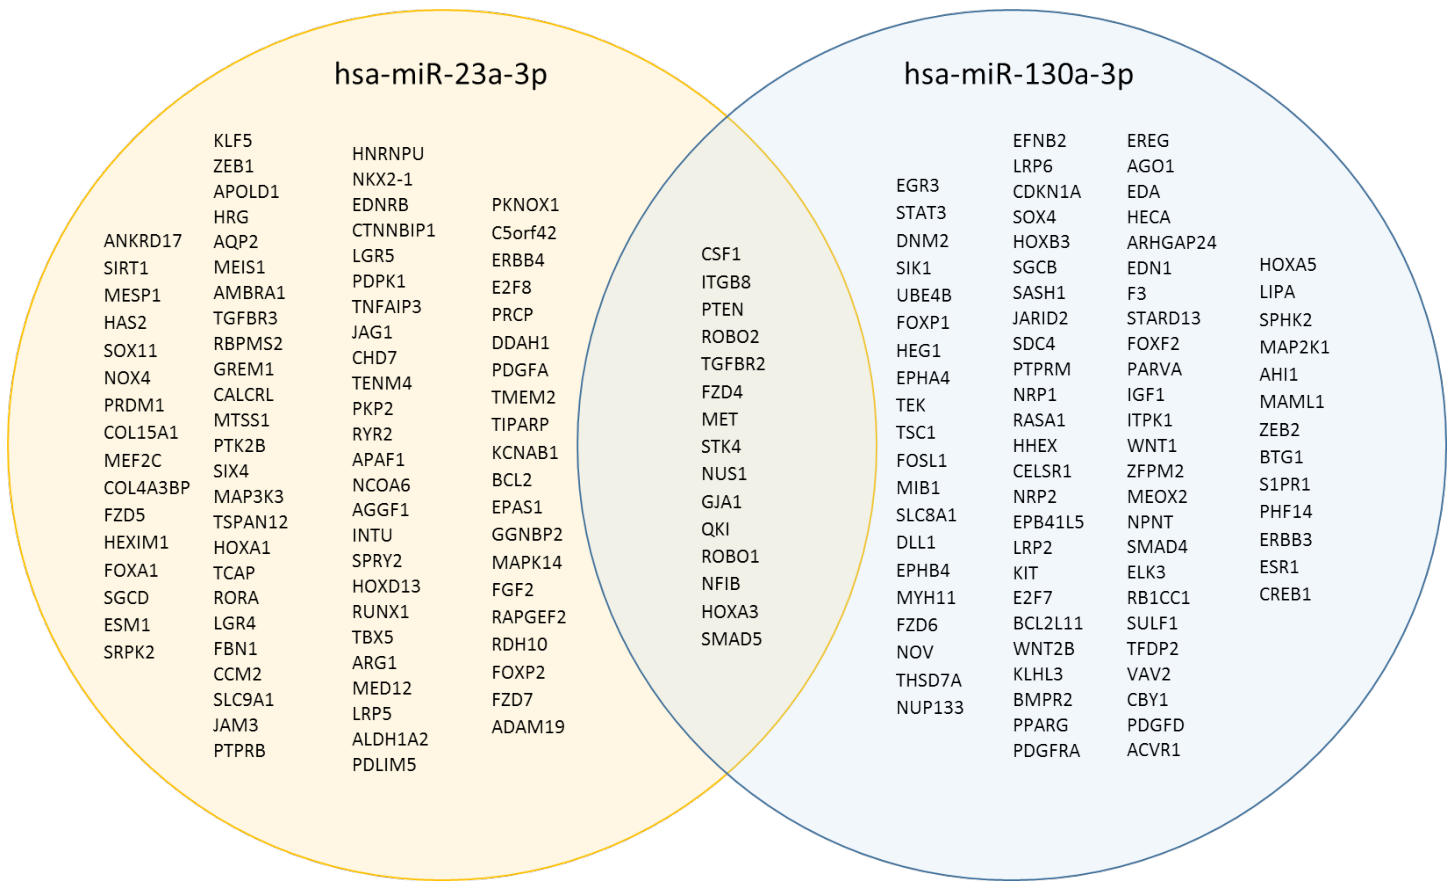 hsa-miR-23a-3p
ANKRD17
SIRT1
MESP1
HAS2
SOX11
NOX4
PRDM1
COL15A1
MEF2C
COL4A3BP
FZD5
HEXIM1
FOXA1
SGCD
ESM1
SRPK2
KLF5
ZEB1
APOLD1
HRG
AQP2
MEIS1
AMBRA1
TGFBR3
RBPMS2
GREM1
CALCRL
MTSS1
PTK2B
SIX4
MAP3K3
TSPAN12
HOXA1
TCAP
RORA
LGR4
FBN1
CCM2
SLC9A1
JAM3
PTPRB
HNRNPU
NKX2-1
EDNRB
CTNNBIP1
LGR5
PDPK1
TNFAIP3
JAG1
CHD7
TENM4
PKP2
RYR2
APAF1
NCOA6
AGGF1
INTU
SPRY2
HOXD13
RUNX1
TBX5
ARG1
MED12
LRP5
ALDH1A2
PDLIM5
PKNOX1
C5orf42
ERBB4
E2F8
PRCP
DDAH1
PDGFA
TMEM2
TIPARP
KCNAB1
BCL2
EPAS1
GGNBP2
MAPK14
FGF2
RAPGEF2
RDH10
FOXP2
FZD7
ADAM19
CSF1
ITGB8
PTEN
ROBO2
TGFBR2
FZD4
MET
STK4
NUS1
GJA1
QKI
ROBO1
NFIB
HOXA3
SMAD5
hsa-miR-130a-3p
EGR3
STAT3
DNM2
SIK1
UBE4B
FOXP1
HEG1
EPHA4
TEK
TSC1
FOSL1
MIB1
SLC8A1
DLL1
EPHB4
MYH11
FZD6
NOV
THSD7A
NUP133
EFNB2
LRP6
CDKN1A
SOX4
HOXB3
SGCB
SASH1
JARID2
SDC4
PTPRM
NRP1
RASA1
HHEX
CELSR1
NRP2
EPB41L5
LRP2
KIT
E2F7
BCL2L11
WNT2B
KLHL3
BMPR2
PPARG
PDGFRA
EREG
AGO1
EDA
HECA
ARHGAP24
EDN1
F3
STARD13
FOXF2
PARVA
IGF1
ITPK1
WNT1
ZFPM2
MEOX2
NPNT
SMAD4
ELK3
RB1CC1
SULF1
TFDP2
VAV2
CBY1
PDGFD
ACVR1
HOXA5
LIPA
SPHK2
MAP2K1
AHI1
MAML1
ZEB2
BTG1
S1PR1
PHF14
ERBB3
ESR1
CREB1